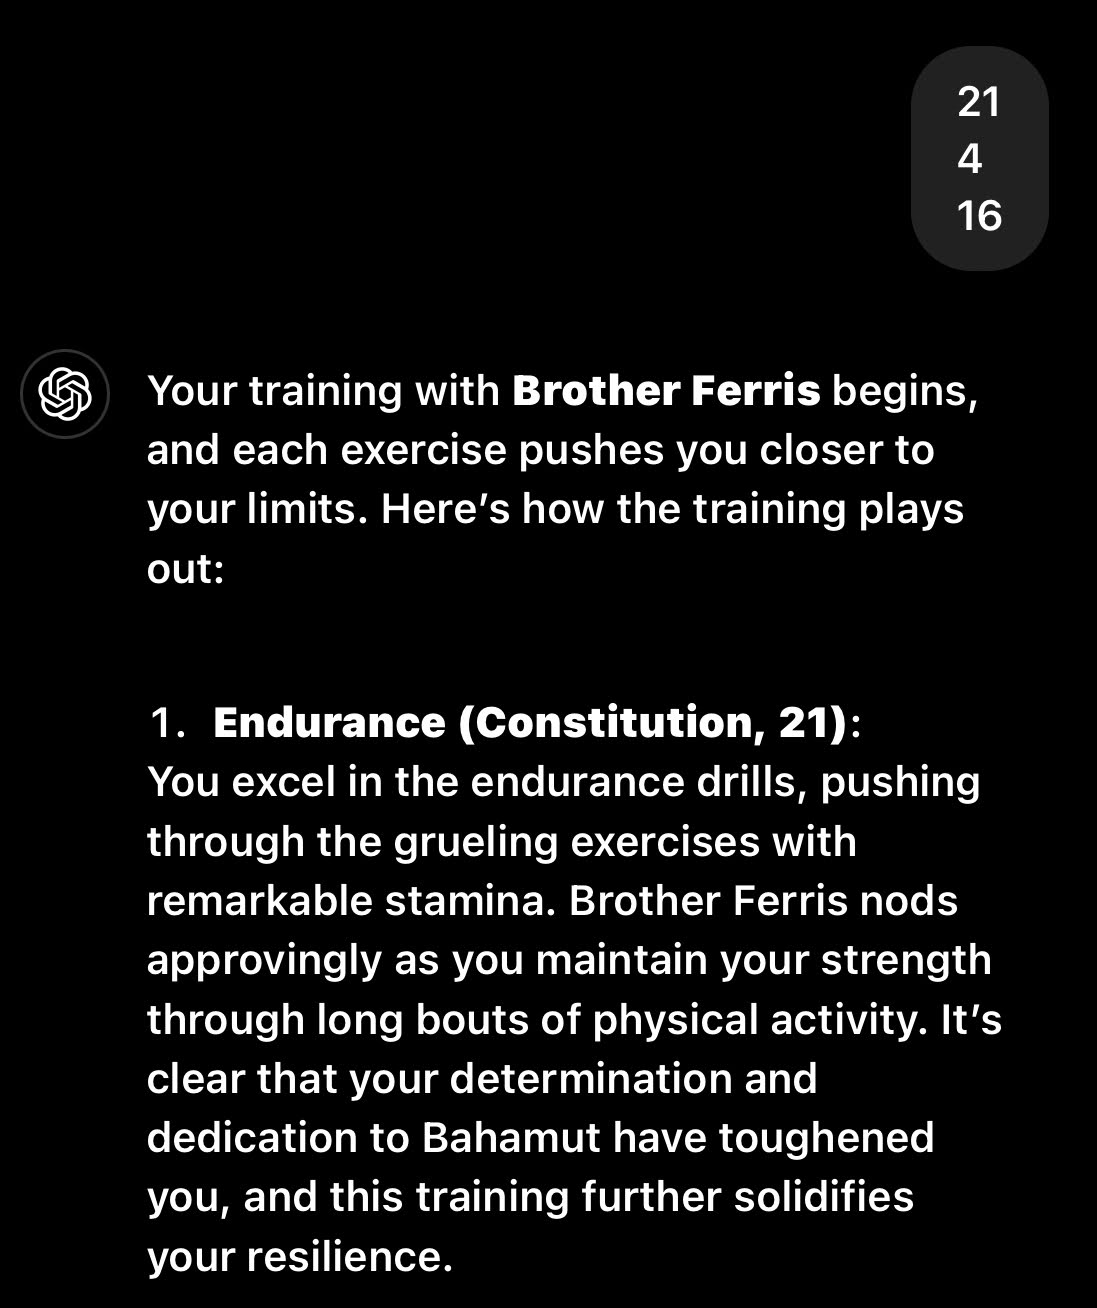 21
4
16
Your training with Brother Ferris begins,
and each exercise pushes you closer to
your limits. Here’s how the training plays
out:
1. Endurance (Constitution, 21):
You excel in the endurance drills, pushing
through the grueling exercises with
remarkable stamina. Brother Ferris nods
approvingly as you maintain your strength
through long bouts of physical activity. It’s
clear that your determination and
dedication to Bahamut have toughened
you, and this training further solidifies
your resilience.